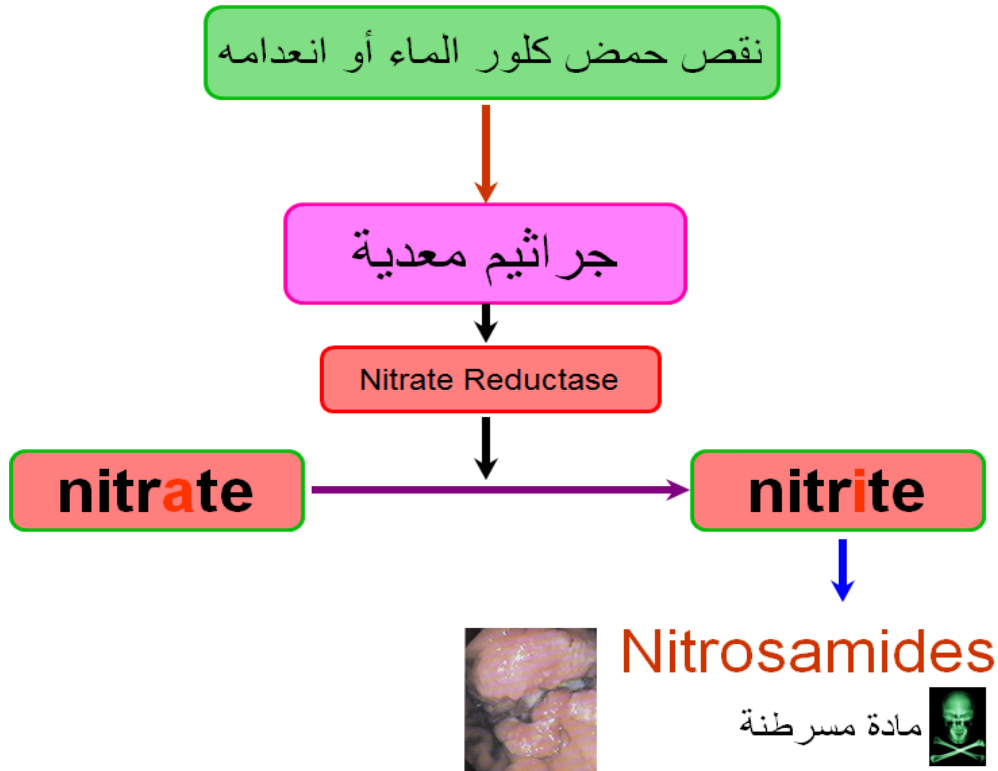 نقص حمض كلور الماء أو انعدامه
جراثيم معدية
Nitrate Reductase
nitrate
nitrite
Nitrosamides
مادة مسرطنة